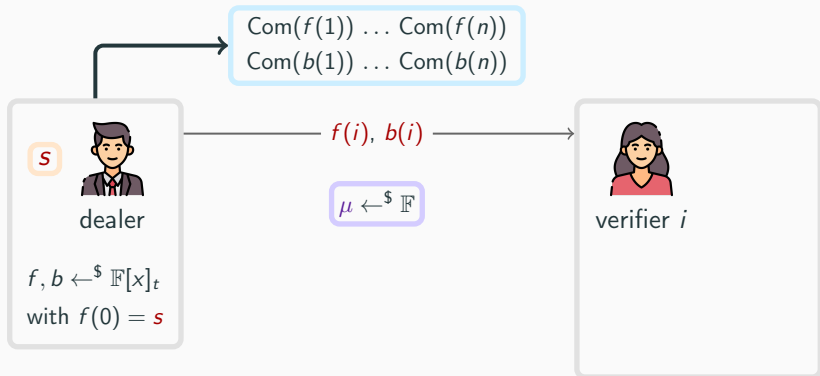 Com(f(1)) … Com(f(n))
Com(b(1)) … Com(b(n))
s
f(i), b(i)
μ ←$ 𝔽
dealer
verifier i
f, b ←$ 𝔽[x]ₜ
with f(0) = s